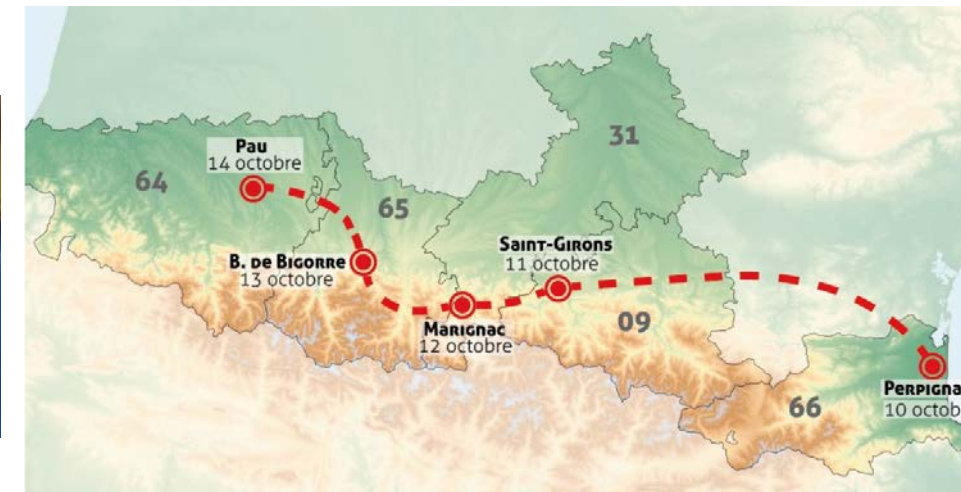 Pau
14 octobre
64
65
31
B. de Bigorre
13 octobre
Saint-Girons
11 octobre
Marignac
12 octobre
09
66
Perpigna
10 octob